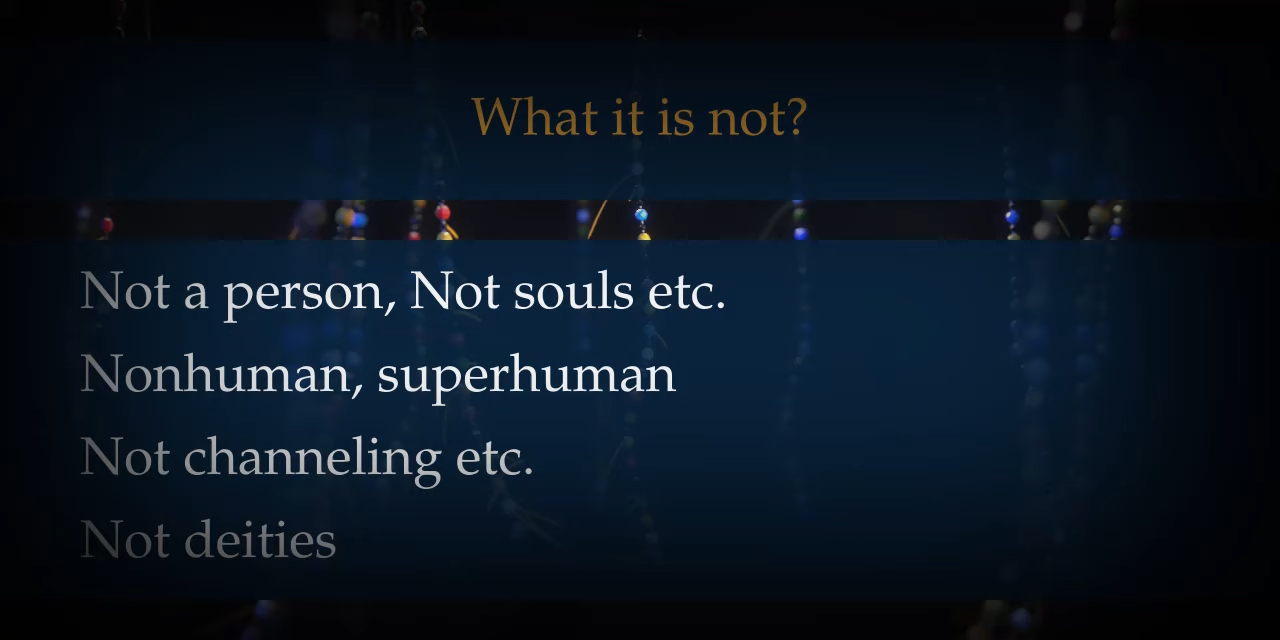 What it is not?
Not a person, Not souls etc.
Nonhuman, superhuman
Not channeling etc.
Not deities